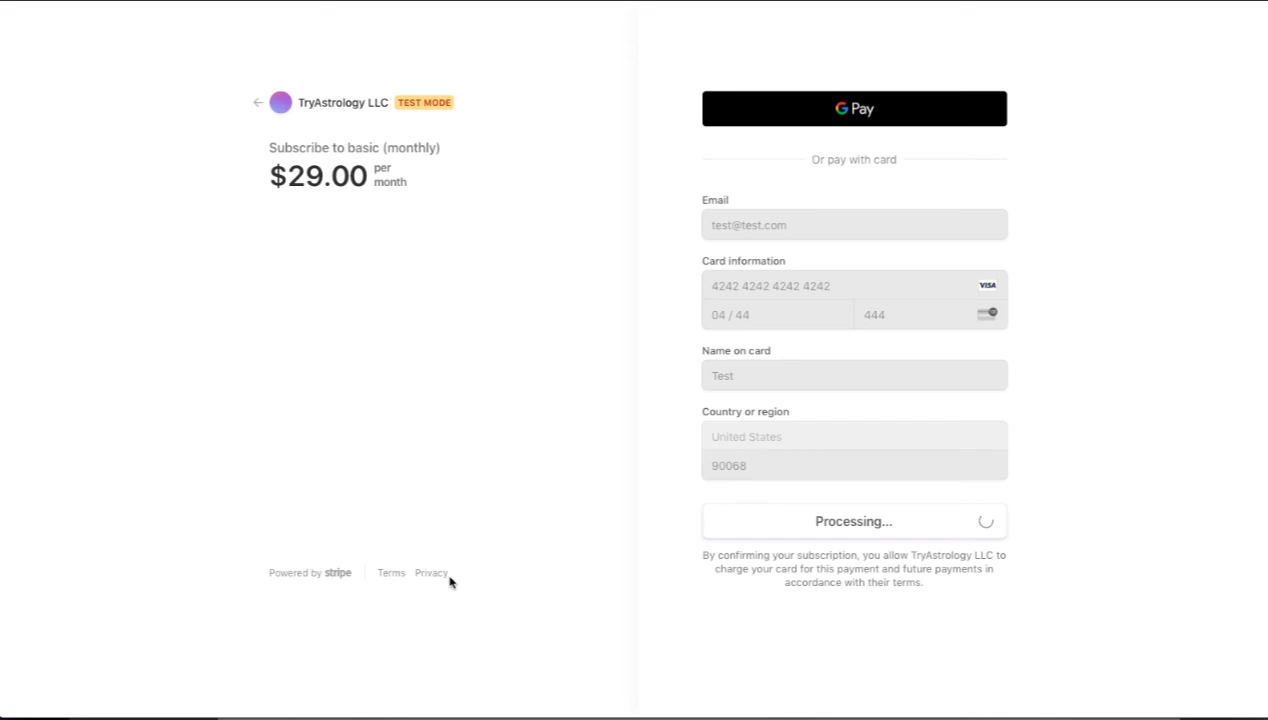 TryAstrology LLC TEST MODE
Subscribe to basic (monthly)
$29.00 per
month
Powered by stripe Terms Privacy
G Pay
Or pay with card
Email
test@test.com
Card information
4242 4242 4242 4242 VISA
04 / 44 444
Name on card
Test
Country or region
United States
90068
Processing...
By confirming your subscription, you allow TryAstrology LLC to
charge your card for this payment and future payments in
accordance with their terms.